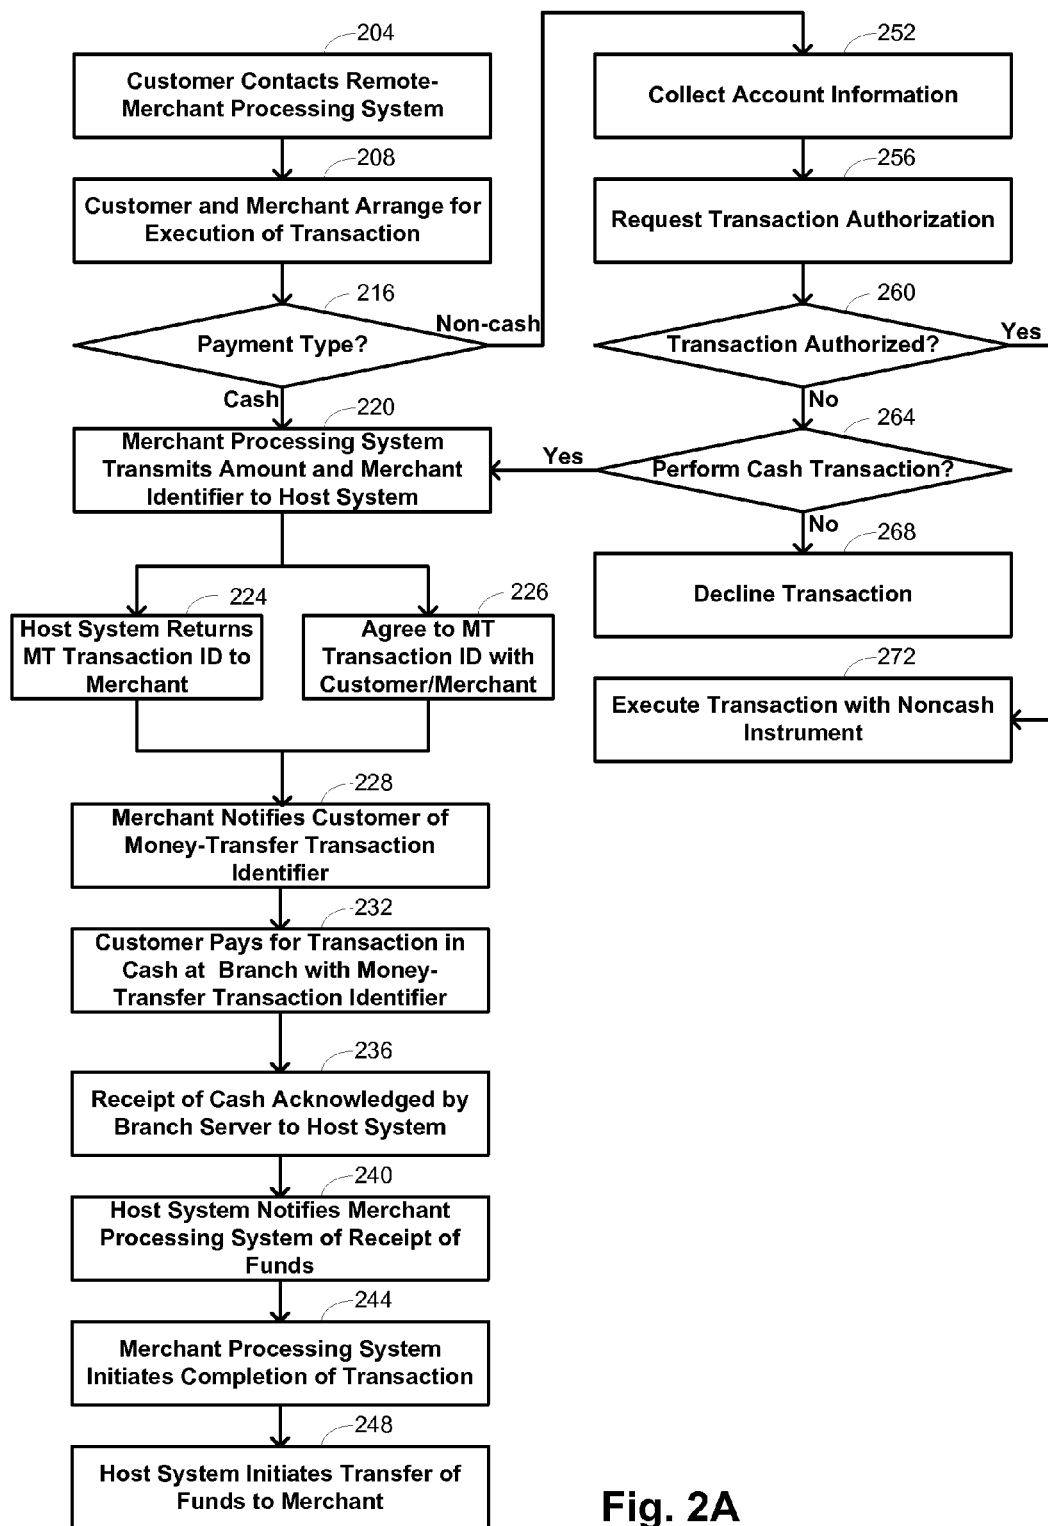 204
Customer Contacts Remote-
Merchant Processing System
208
Customer and Merchant Arrange for
Execution of Transaction
216
Payment Type?
Non-cash
Cash
220
Merchant Processing System
Transmits Amount and Merchant
Identifier to Host System
224
Host System Returns
MT Transaction ID to
Merchant
226
Agree to MT
Transaction ID with
Customer/Merchant
228
Merchant Notifies Customer of
Money-Transfer Transaction
Identifier
232
Customer Pays for Transaction in
Cash at Branch with Money-
Transfer Transaction Identifier
236
Receipt of Cash Acknowledged by
Branch Server to Host System
240
Host System Notifies Merchant
Processing System of Receipt of
Funds
244
Merchant Processing System
Initiates Completion of Transaction
248
Host System Initiates Transfer of
Funds to Merchant
252
Collect Account Information
256
Request Transaction Authorization
260
Transaction Authorized?
Yes
No
264
Perform Cash Transaction?
Yes
No
268
Decline Transaction
272
Execute Transaction with Noncash
Instrument
Fig. 2A